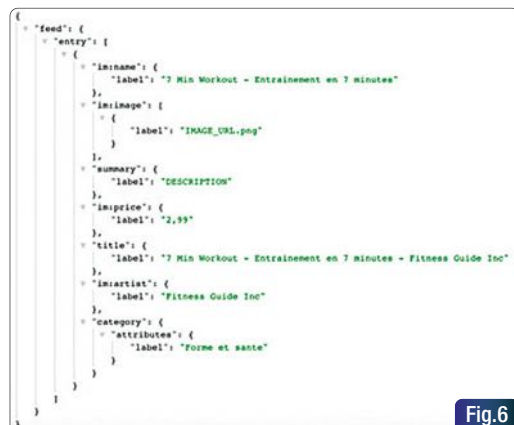 {
"feed": {
"entry": [
{
"im:name": {
"label": "7 Min Workout - Entrainement en 7 minutes"
},
"im:image": [
{
"label": "IMAGE_URL.png"
}
],
"summary": {
"label": "DESCRIPTION"
},
"im:price": {
"label": "2,99"
},
"title": {
"label": "7 Min Workout - Entrainement en 7 minutes - Fitness Guide Inc"
},
"im:artist": {
"label": "Fitness Guide Inc"
},
"category": {
"attributes": {
"label": "Forme et sante"
}
}
}
]
}
}
Fig.6